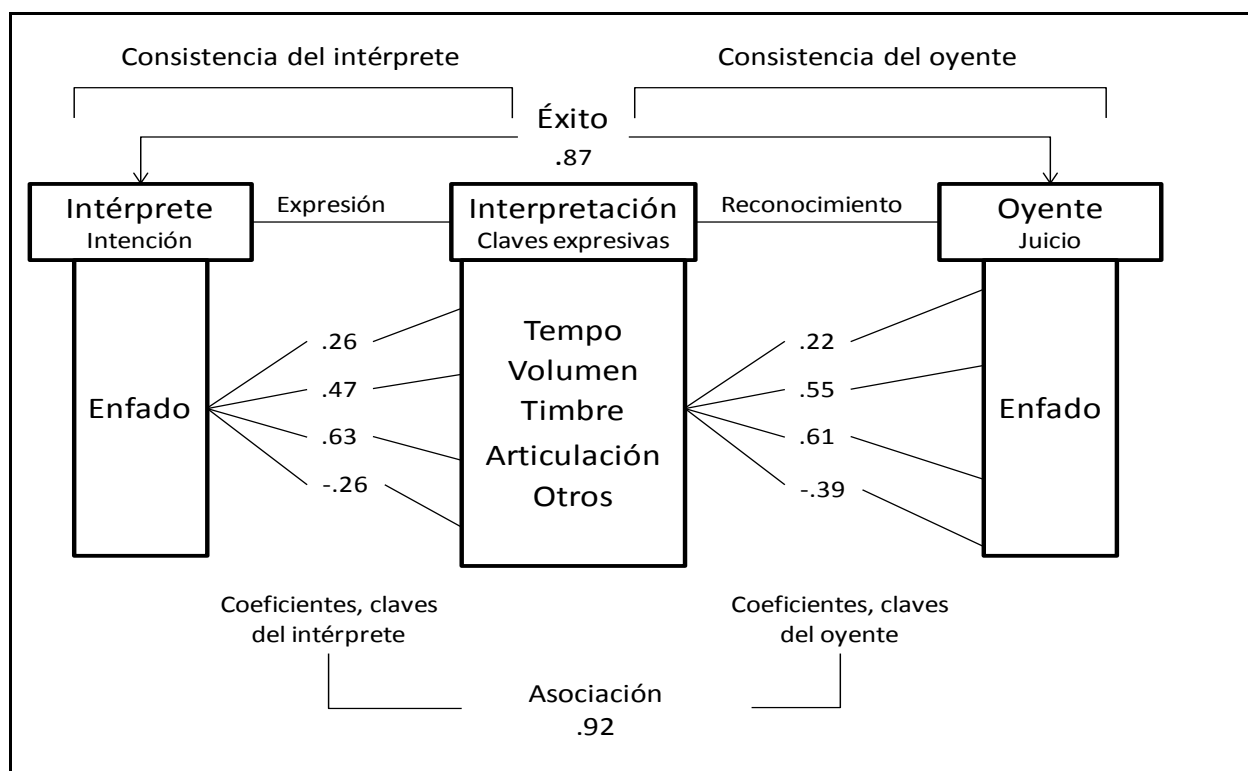 Consistencia del intérprete
Consistencia del oyente
Éxito
.87
Intérprete
Intención
Expresión
Interpretación
Claves expresivas
Reconocimiento
Oyente
Juicio
Enfado
.26
.47
.63
-.26
Tempo
Volumen
Timbre
Articulación
Otros
.22
.55
.61
-.39
Enfado
Coeficientes, claves
del intérprete
Coeficientes, claves
del oyente
Asociación
.92